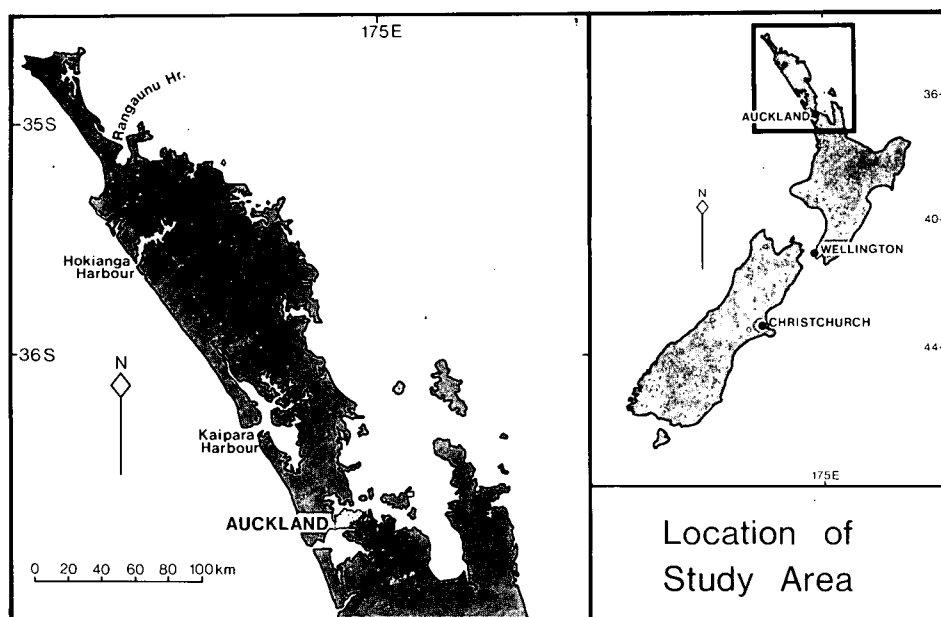 175E
Rangaunu Hr.
35S
Hokianga
Harbour
36S
N
Kaipara
Harbour
AUCKLAND
0 20 40 60 80 100km
36
AUCKLAND
N
40
WELLINGTON
CHRISTCHURCH
44
175E
Location of
Study Area